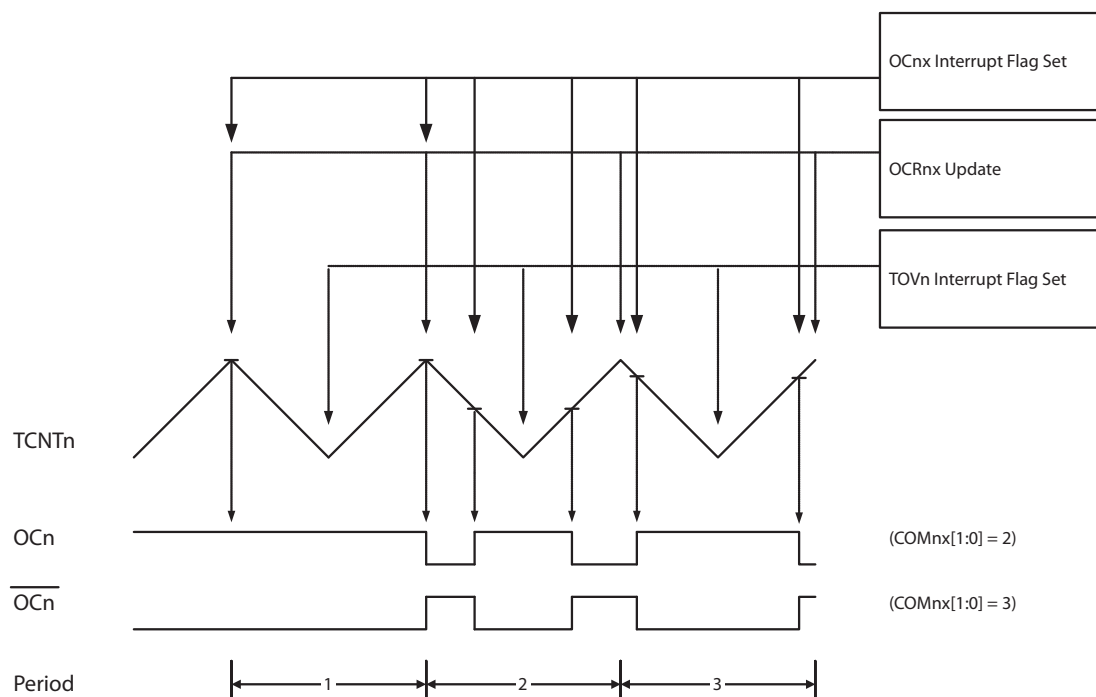 OCnx Interrupt Flag Set
OCRnx Update
TOVn Interrupt Flag Set
TCNTn
OCn
(COMnx[1:0] = 2)
OCn
(COMnx[1:0] = 3)
Period
1
2
3